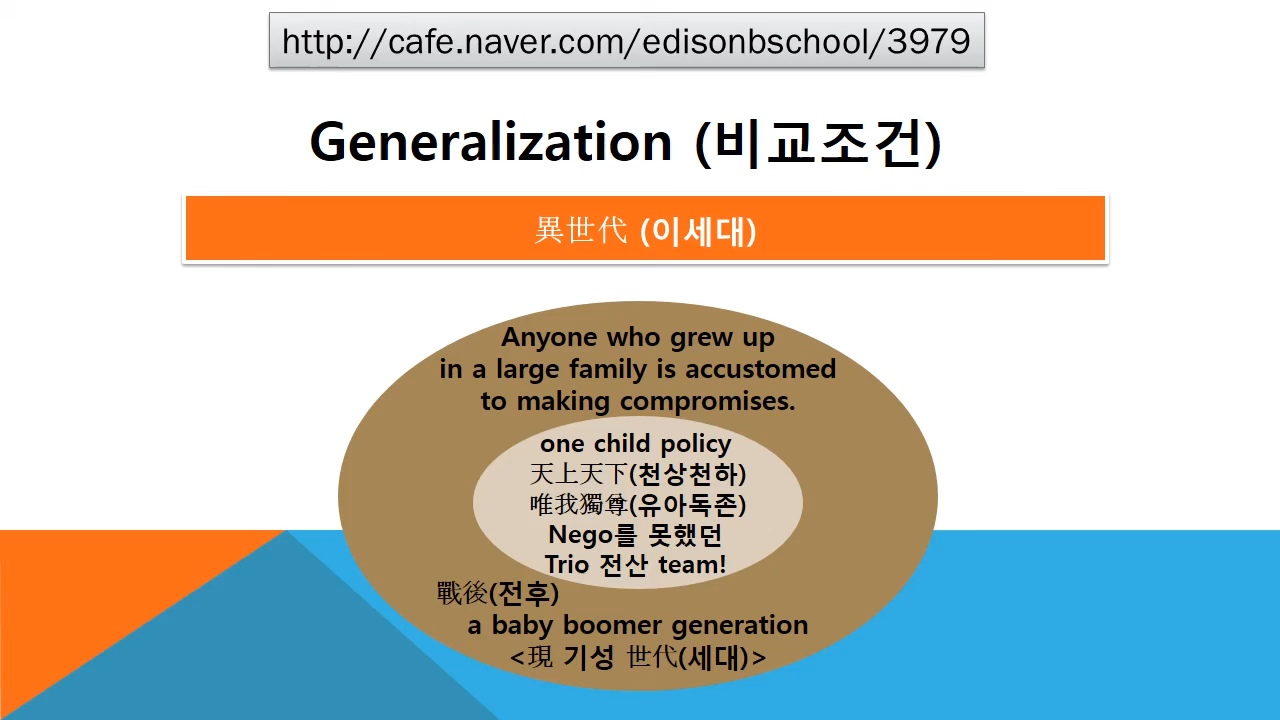 http://cafe.naver.com/edisonbschool/3979
Generalization (비교조건)
異世代 (이세대)
Anyone who grew up
in a large family is accustomed
to making compromises.
one child policy
天上天下(천상천하)
唯我獨尊(유아독존)
Nego를 못했던
Trio 전산 team!
戰後(전후)
a baby boomer generation
<現 기성 世代(세대)>